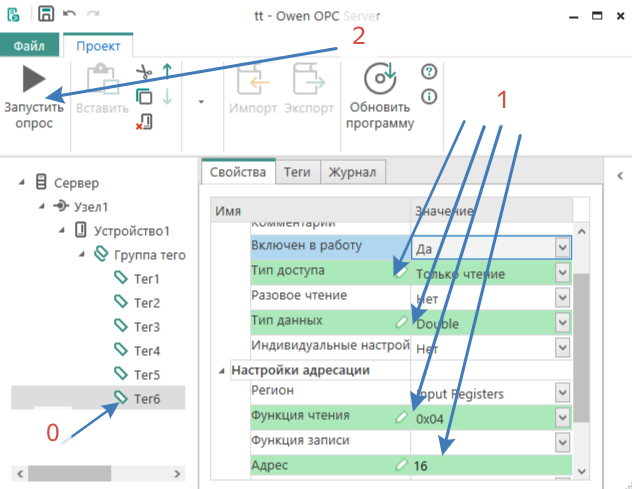 tt - Owen OPC Server
Файл
Проект
2
Запустить опрос
Вставить
Импорт
Экспорт
Обновить программу
1
Сервер
Узел1
Устройство1
Группа тего
Тег1
Тег2
Тег3
Тег4
Тег5
Тег6
0
Свойства
Теги
Журнал
Имя
Значение
Комментарий
Включен в работу
Да
Тип доступа
Только чтение
Разовое чтение
Нет
Тип данных
Double
Индивидуальные настрой
Нет
Настройки адресации
Регион
Input Registers
Функция чтения
0x04
Функция записи
Адрес
16